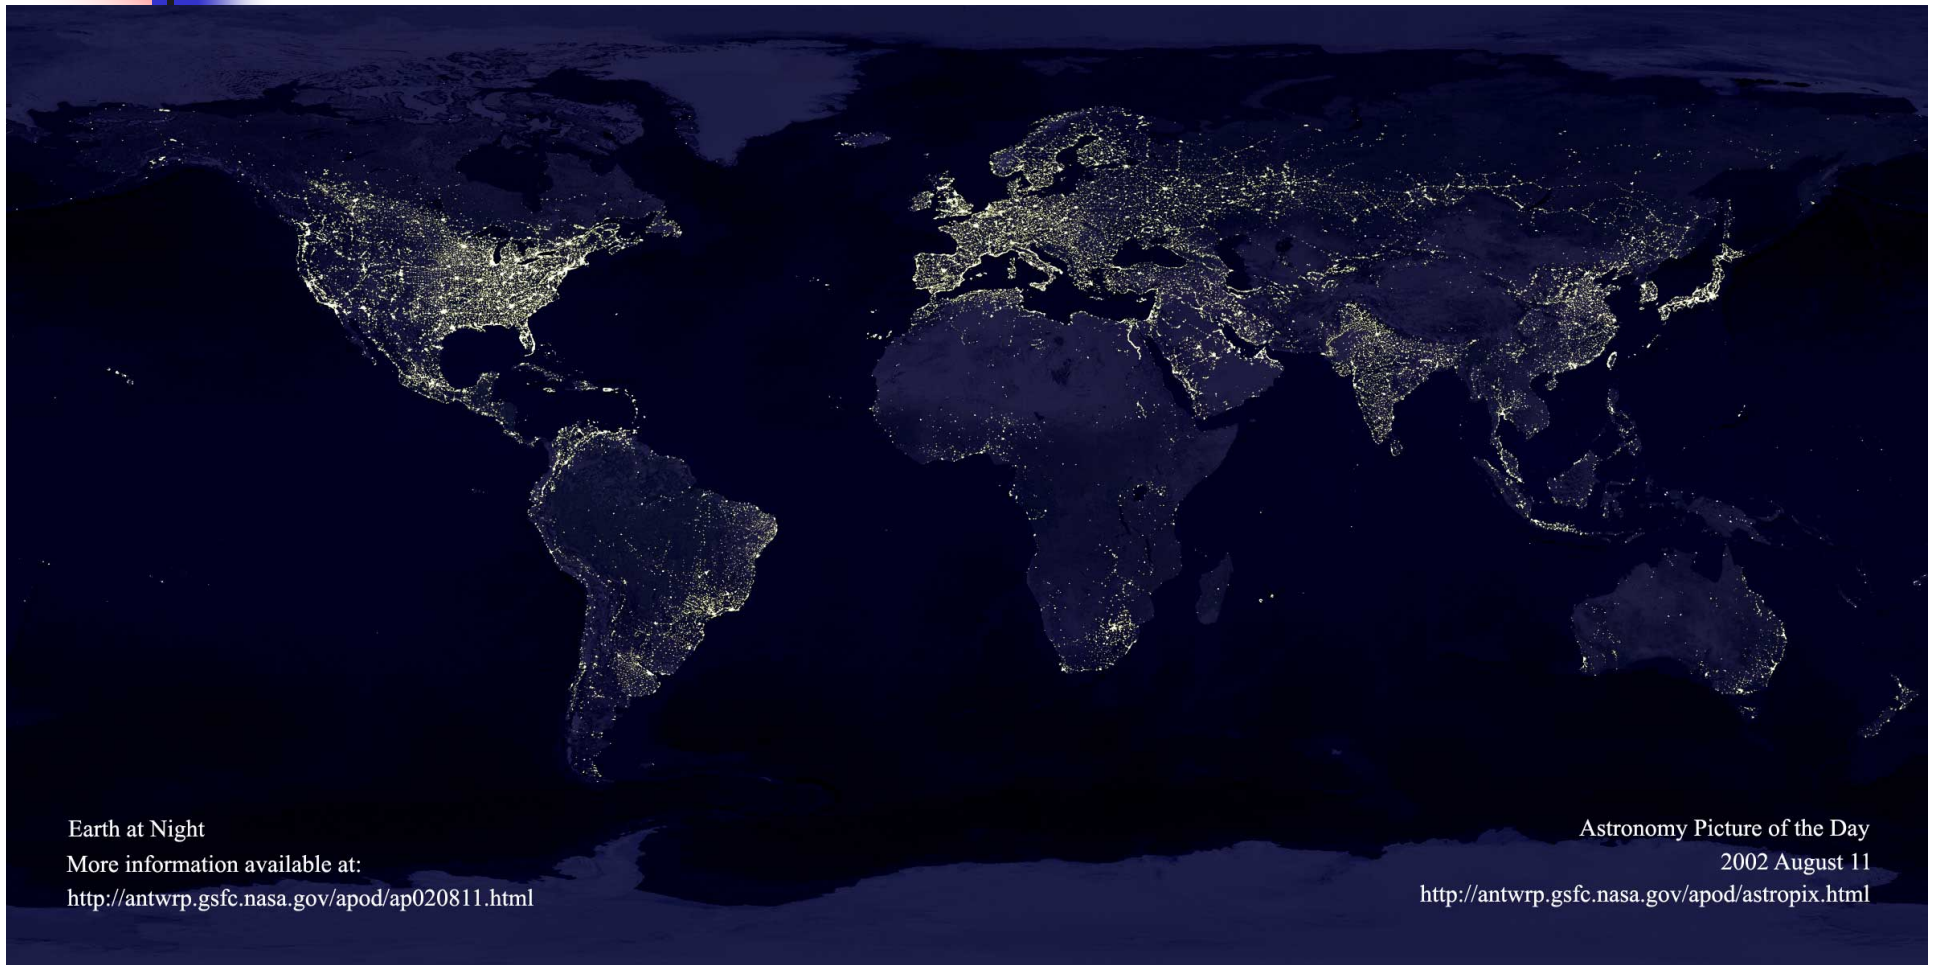 Earth at Night
More information available at:
http://antwrp.gsfc.nasa.gov/apod/ap020811.html
Astronomy Picture of the Day
2002 August 11
http://antwrp.gsfc.nasa.gov/apod/astropix.html